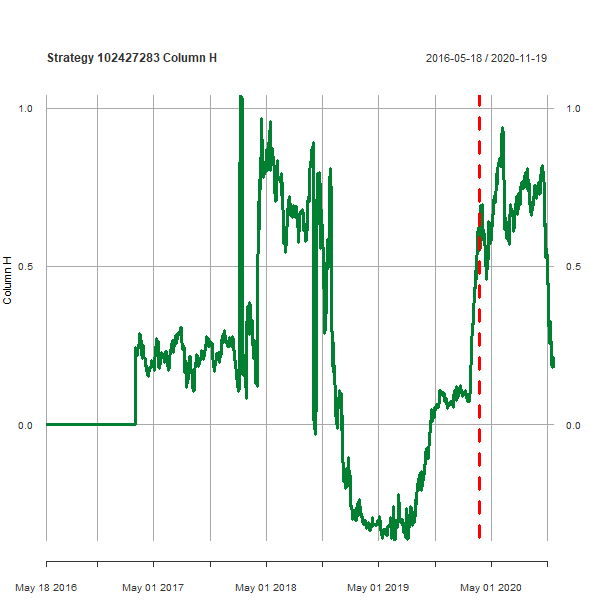 Strategy 102427283 Column H
2016-05-18 / 2020-11-19
1.0
1.0
0.5
0.5
0.0
0.0
Column H
May 18 2016
May 01 2017
May 01 2018
May 01 2019
May 01 2020